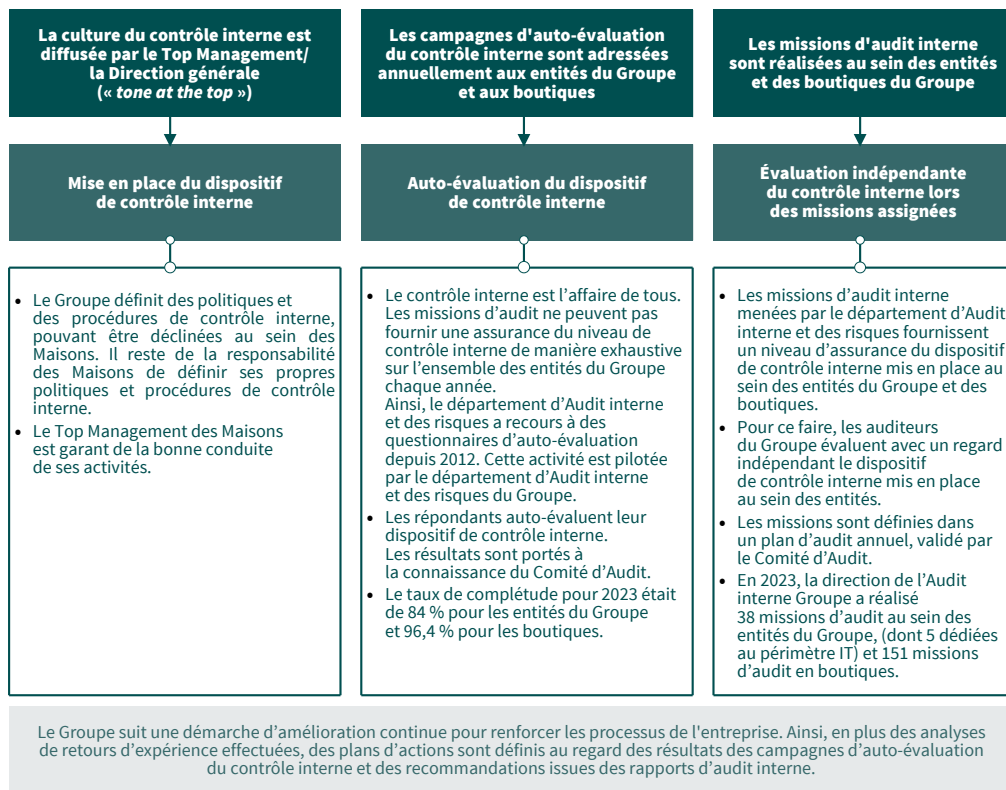 La culture du contrôle interne est
diffusée par le Top Management/
la Direction générale
(« tone at the top »)
Mise en place du dispositif
de contrôle interne
• Le Groupe définit des politiques et
des procédures de contrôle interne,
pouvant être déclinées au sein des
Maisons. Il reste de la responsabilité
des Maisons de définir ses propres
politiques et procédures de contrôle
interne.
• Le Top Management des Maisons
est garant de la bonne conduite
de ses activités.
Les campagnes d'auto-évaluation
du contrôle interne sont adressées
annuellement aux entités du Groupe
et aux boutiques
Auto-évaluation du dispositif
de contrôle interne
• Le contrôle interne est l’affaire de tous.
Les missions d’audit ne peuvent pas
fournir une assurance du niveau de
contrôle interne de manière exhaustive
sur l’ensemble des entités du Groupe
chaque année.
Ainsi, le département d’Audit interne
et des risques a recours à des
questionnaires d’auto-évaluation
depuis 2012. Cette activité est pilotée
par le département d’Audit interne
et des risques du Groupe.
• Les répondants auto-évaluent leur
dispositif de contrôle interne.
Les résultats sont portés à
la connaissance du Comité d’Audit.
• Le taux de complétude pour 2023 était
de 84 % pour les entités du Groupe
et 96,4 % pour les boutiques.
Les missions d'audit interne
sont réalisées au sein des entités
et des boutiques du Groupe
Évaluation indépendante
du contrôle interne lors
des missions assignées
• Les missions d’audit interne
menées par le département d’Audit
interne et des risques fournissent
un niveau d’assurance du dispositif
de contrôle interne mis en place au
sein des entités du Groupe et des
boutiques.
• Pour ce faire, les auditeurs
du Groupe évaluent avec un regard
indépendant le dispositif
de contrôle interne mis en place
au sein des entités.
• Les missions sont définies dans
un plan d’audit annuel, validé par
le Comité d’Audit.
• En 2023, la direction de l’Audit
interne Groupe a réalisé
38 missions d’audit au sein des
entités du Groupe, (dont 5 dédiées
au périmètre IT) et 151 missions
d’audit en boutiques.
Le Groupe suit une démarche d’amélioration continue pour renforcer les processus de l'entreprise. Ainsi, en plus des analyses
de retours d’expérience effectuées, des plans d’actions sont définis au regard des résultats des campagnes d’auto-évaluation
du contrôle interne et des recommandations issues des rapports d’audit interne.